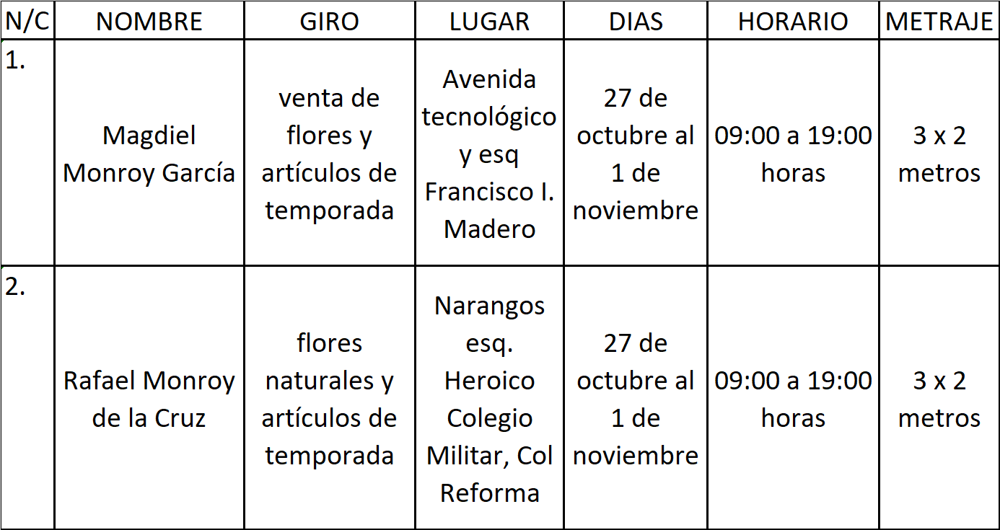 N/C NOMBRE GIRO LUGAR DIAS HORARIO METRAJE
1.
Magdiel
Monroy García
venta de
flores y
artículos de
temporada
Avenida
tecnológico
y esq
Francisco I.
Madero
27 de
octubre al
1 de
noviembre
09:00 a 19:00
horas
3 x 2
metros
2.
Rafael Monroy
de la Cruz
flores
naturales y
artículos de
temporada
Narangos
esq.
Heroico
Colegio
Militar, Col
Reforma
27 de
octubre al
1 de
noviembre
09:00 a 19:00
horas
3 x 2
metros